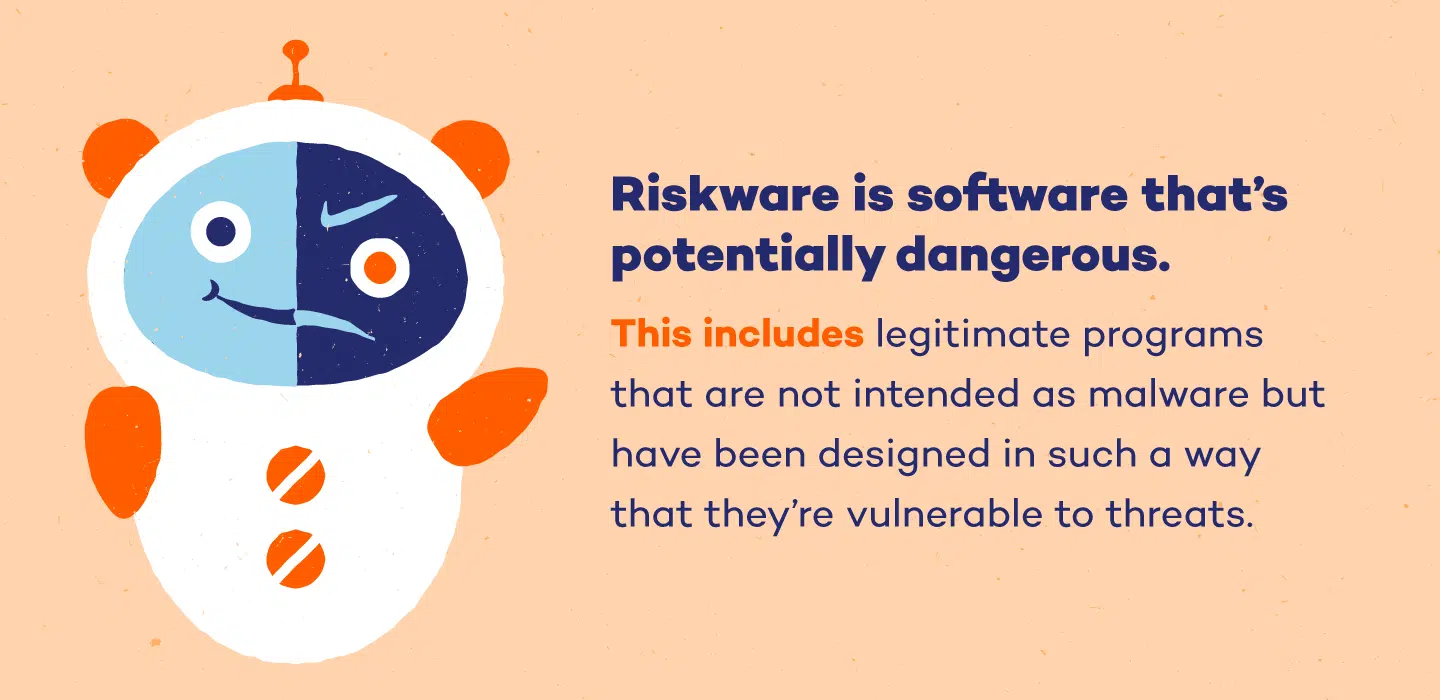 Riskware is software that’s
potentially dangerous.
This includes legitimate programs
that are not intended as malware but
have been designed in such a way
that they’re vulnerable to threats.